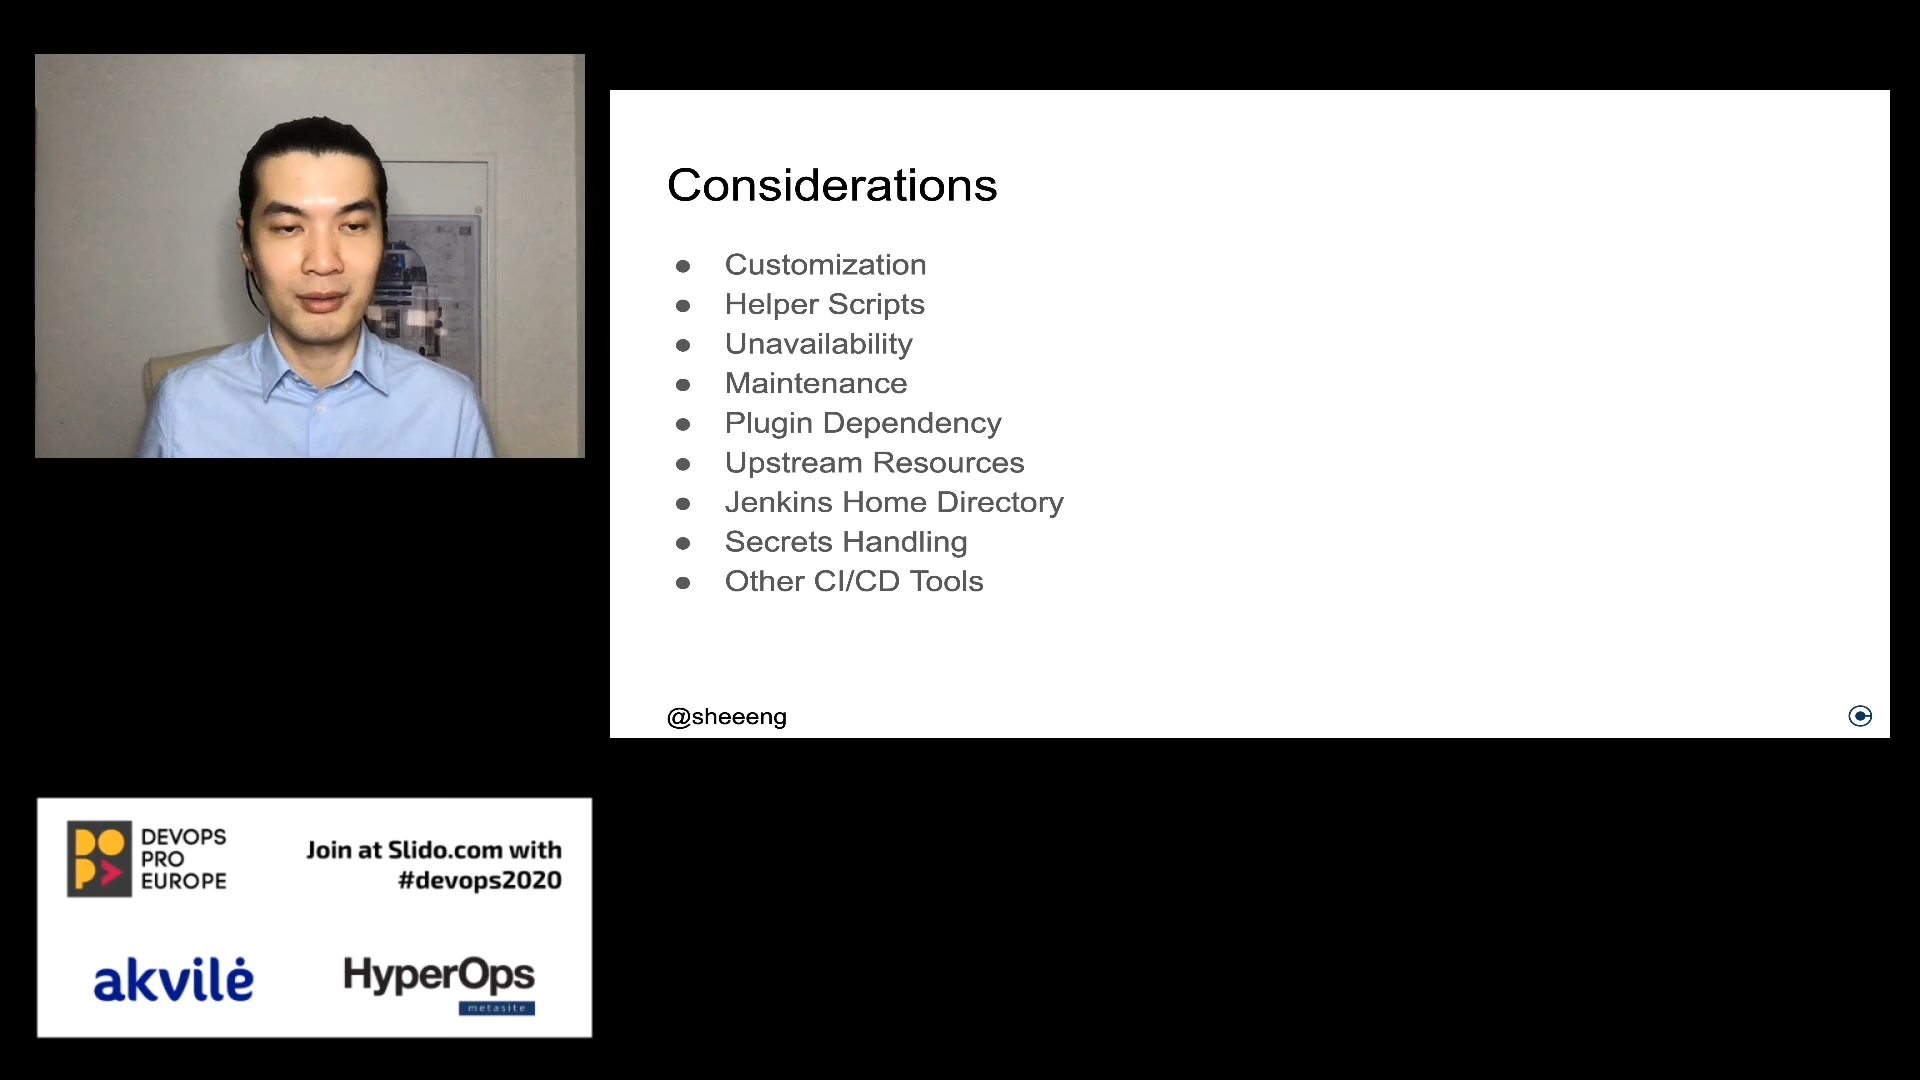 Considerations
● Customization
● Helper Scripts
● Unavailability
● Maintenance
● Plugin Dependency
● Upstream Resources
● Jenkins Home Directory
● Secrets Handling
● Other CI/CD Tools
@sheeeng
DEVOPS
PRO
EUROPE
Join at Slido.com with
#devops2020
akvilė
HyperOps
metasite